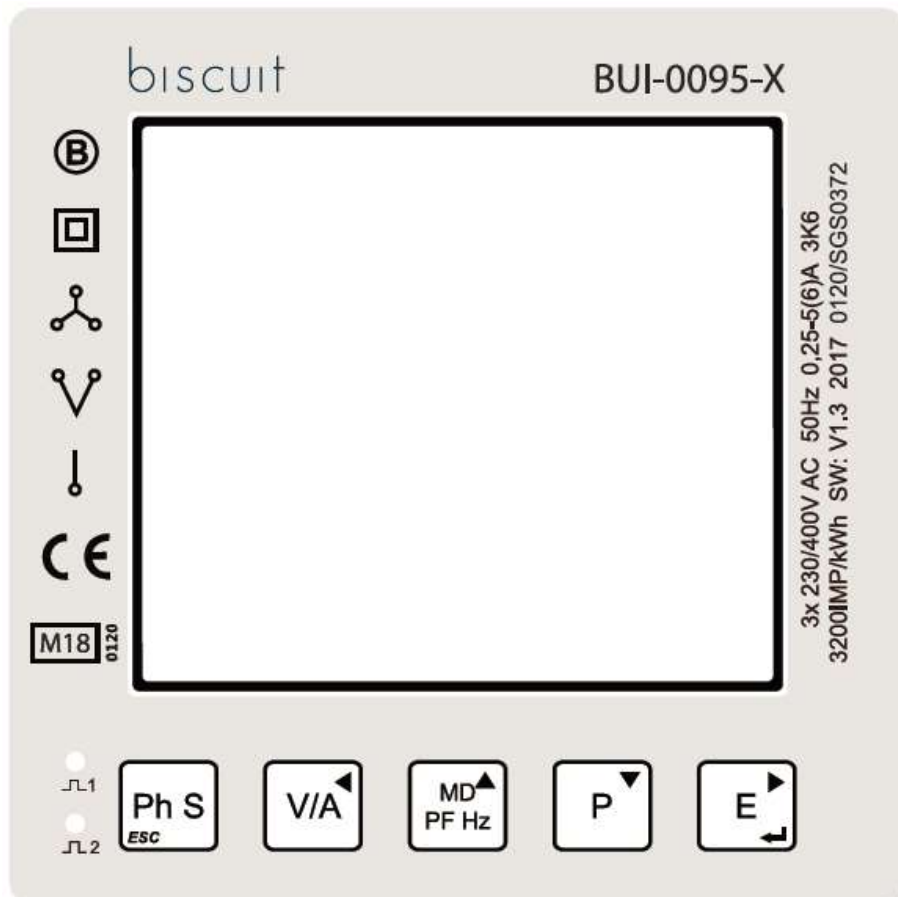 biscuit
BUI-0095-X
B
CE
M18 0120
3x 230/400V AC 50Hz 0,25-5(6)A 3K6
3200IMP/kWh SW: V1.3 2017 0120/SGS0372
1
2
Ph S
ESC
V/A
MD
PF Hz
P
E